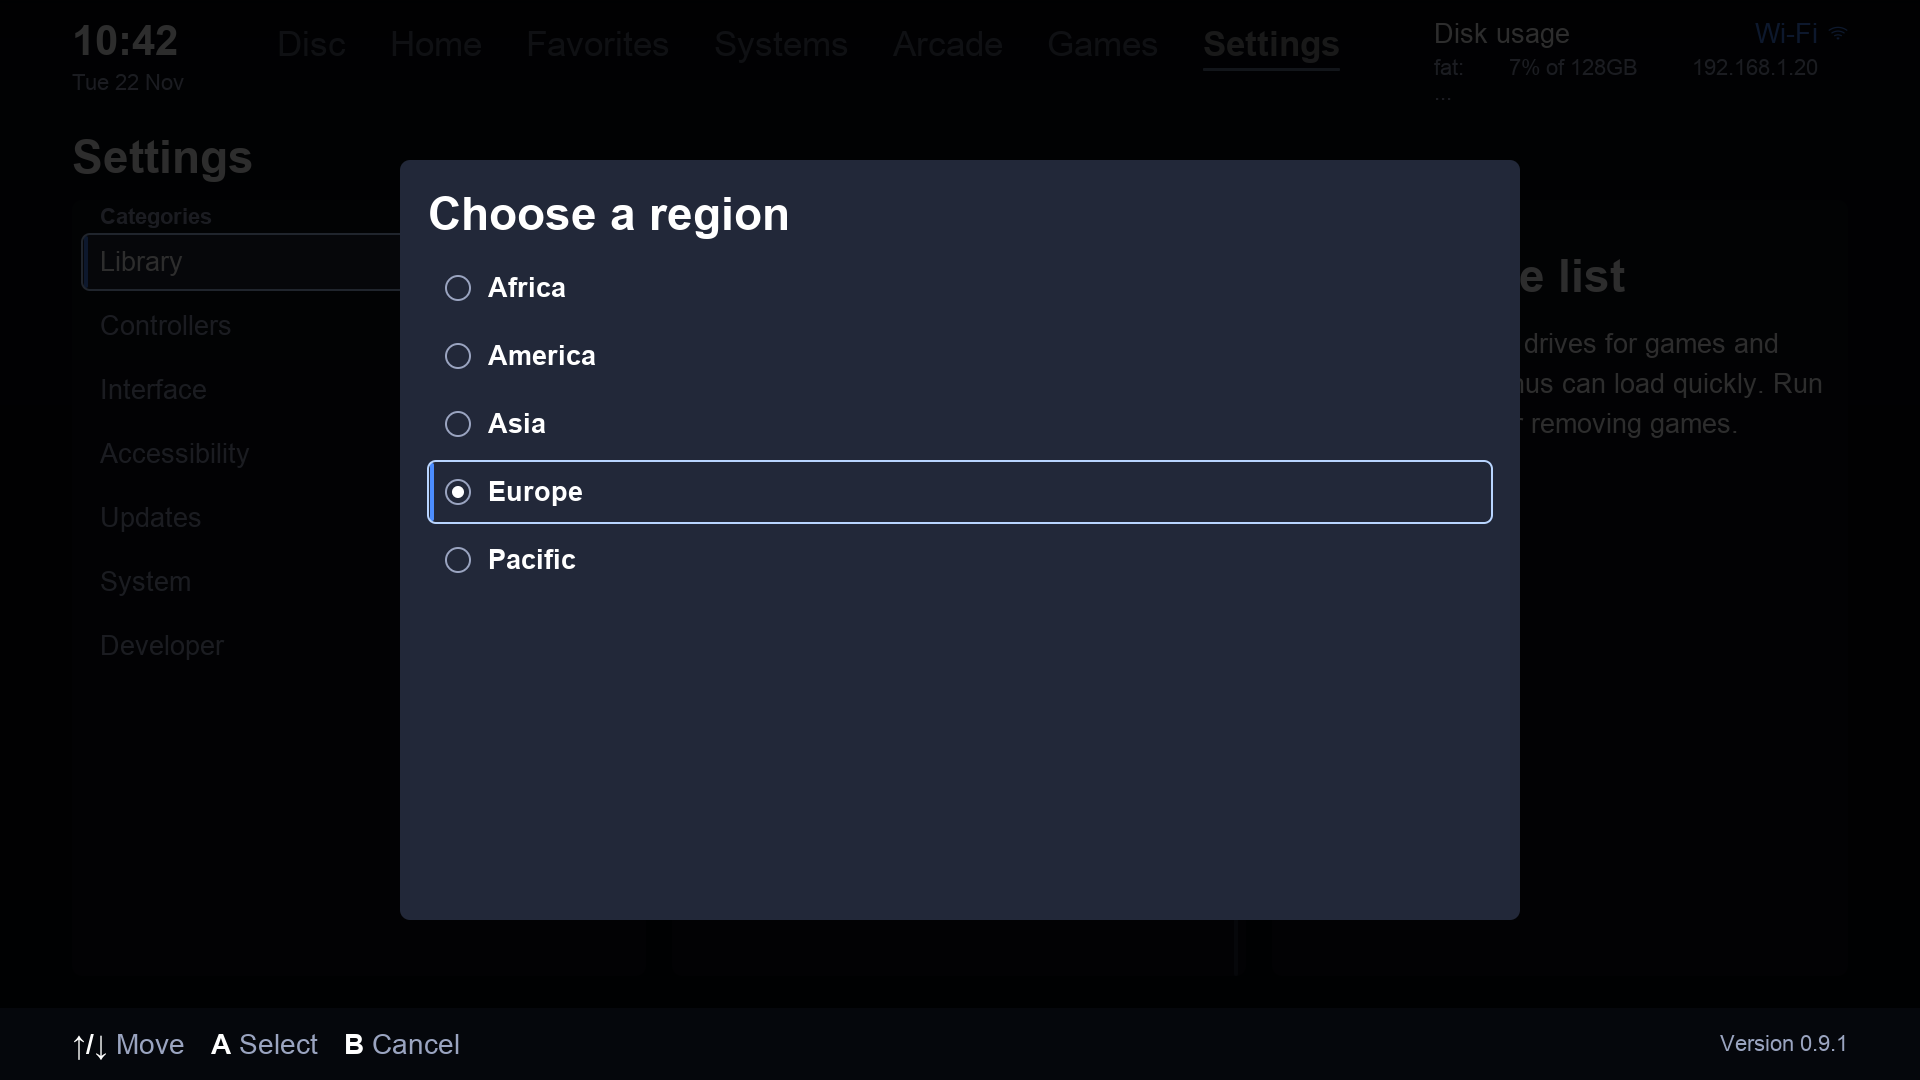 10:42
Tue 22 Nov
Disc Home Favorites Systems Arcade Games Settings
Disk usage
fat: 7% of 128GB
...
Wi-Fi
192.168.1.20
Settings
Categories
Library
Controllers
Interface
Accessibility
Updates
System
Developer
Choose a region
Africa
America
Asia
Europe
Pacific
e list
drives for games and
can load quickly. Run
removing games.
↑/↓ Move A Select B Cancel
Version 0.9.1